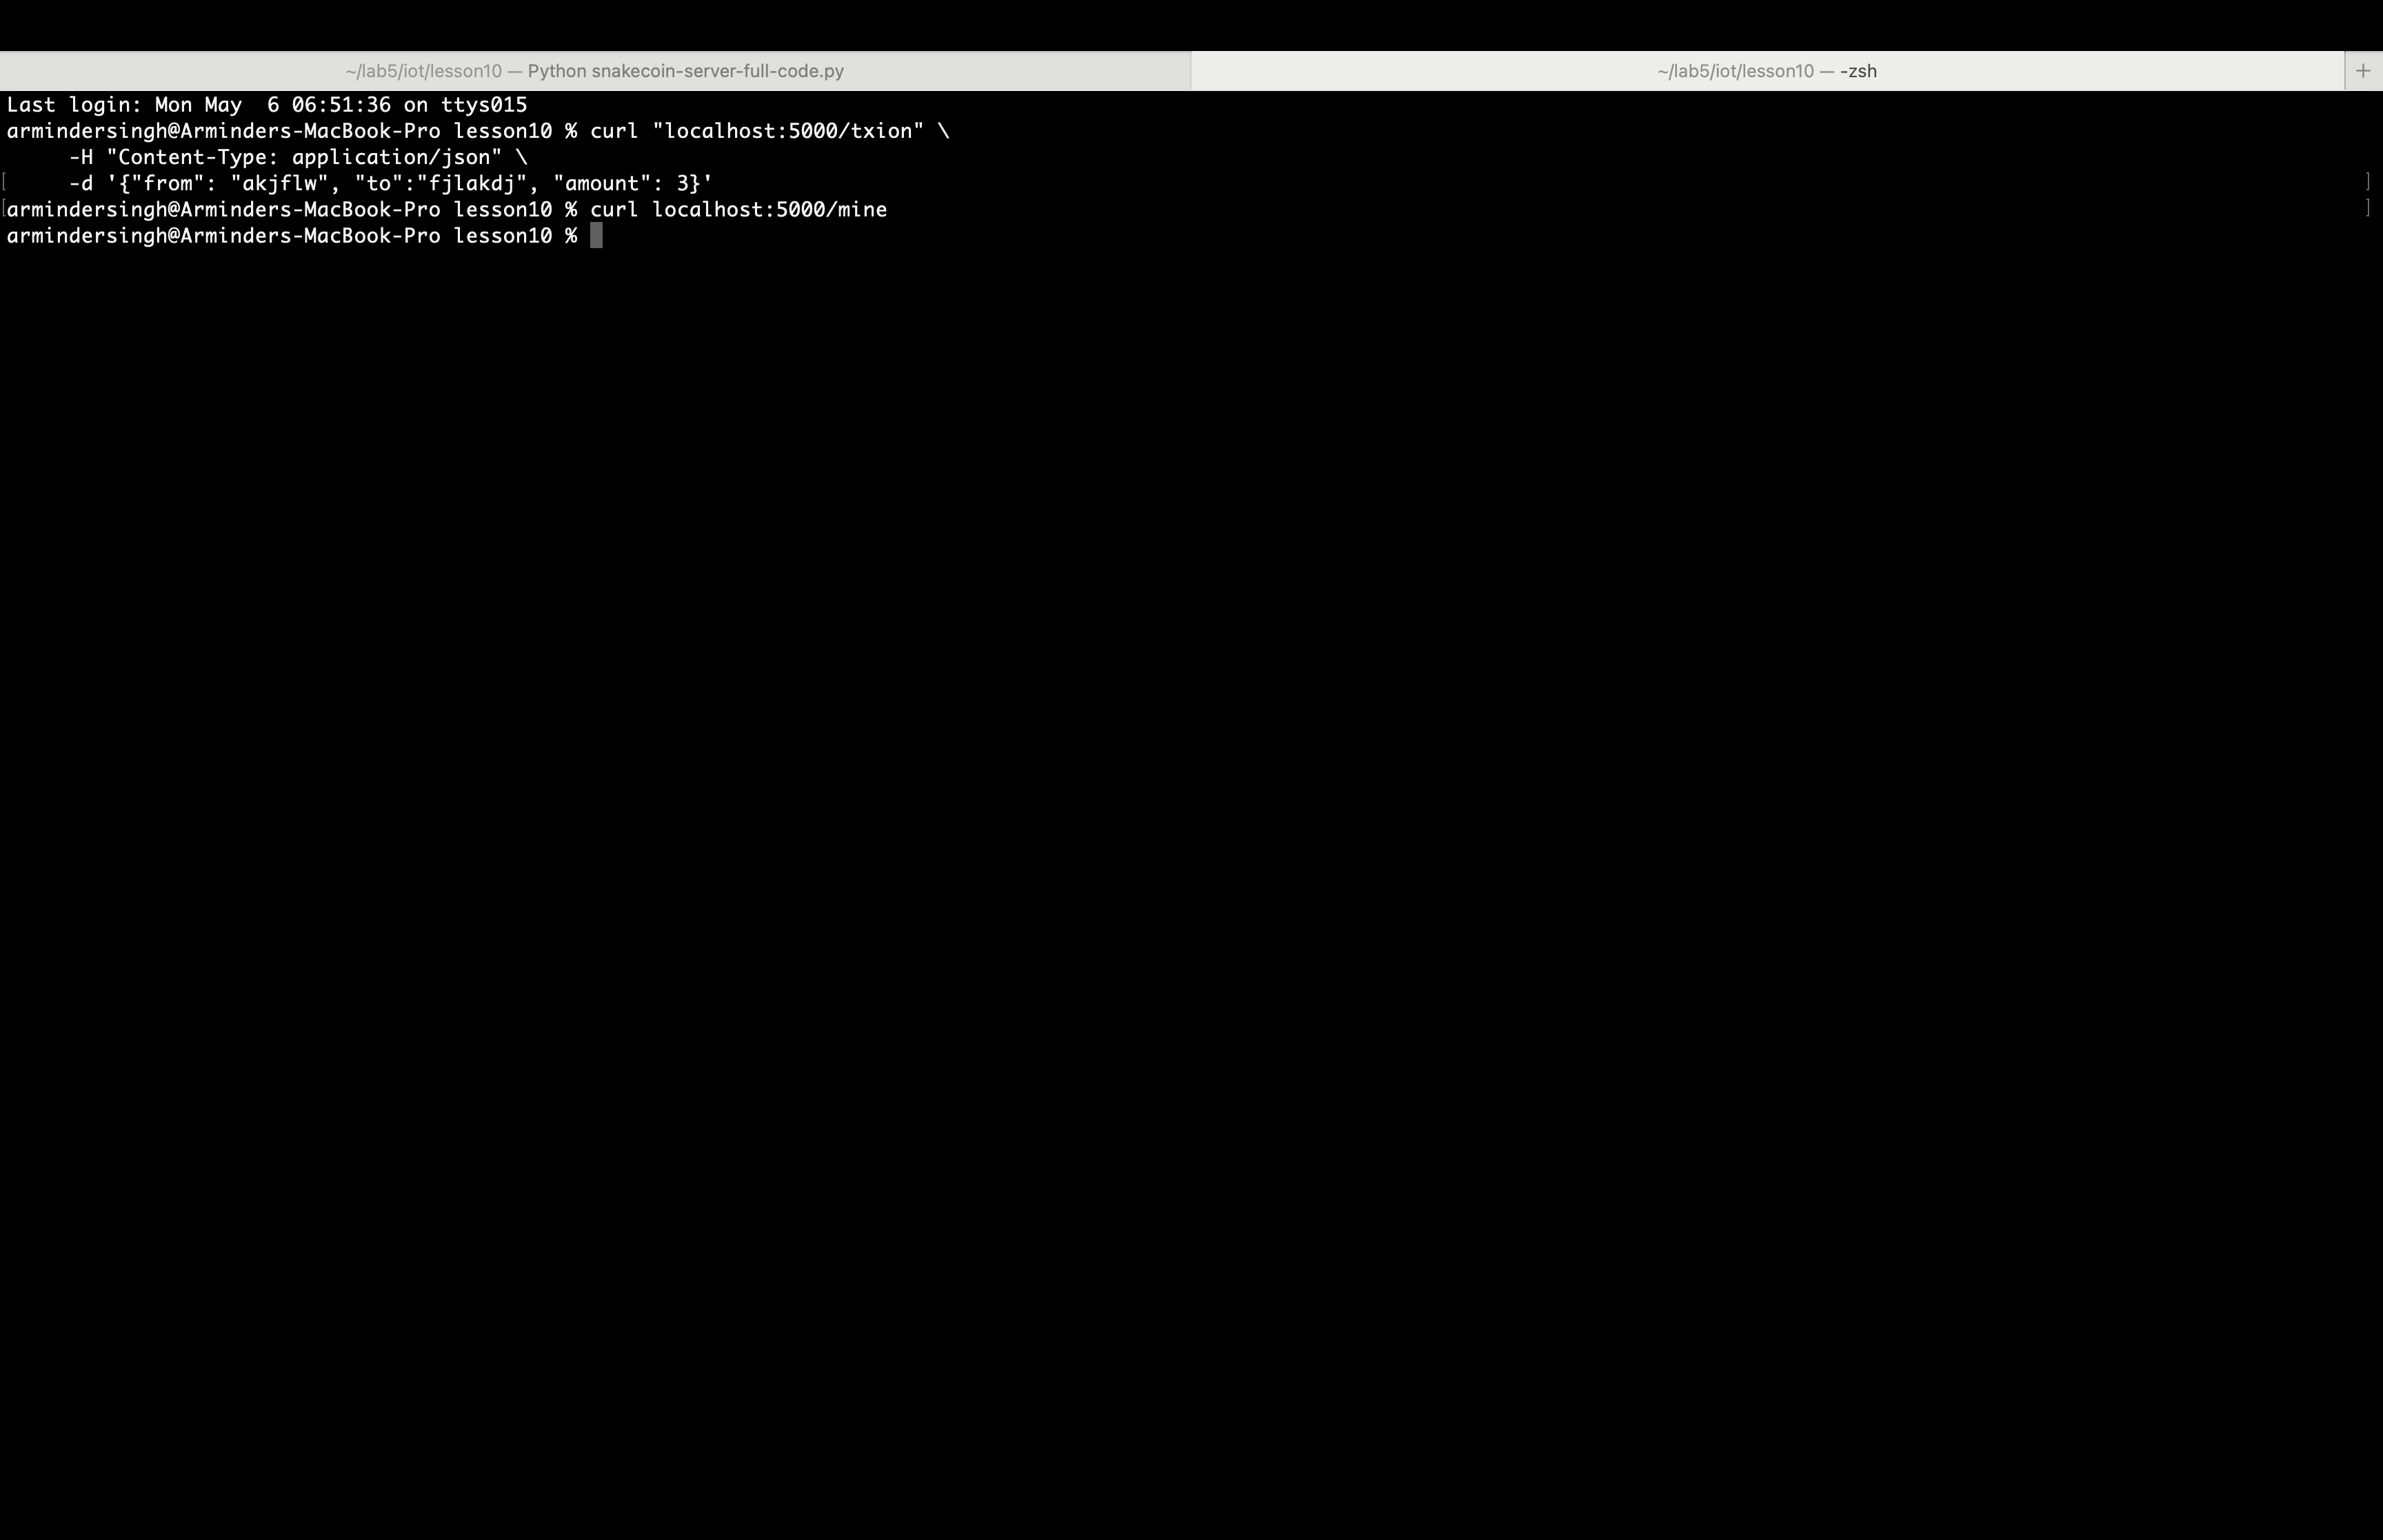 ~/lab5/iot/lesson10 — Python snakecoin-server-full-code.py
~/lab5/iot/lesson10 — -zsh
+
Last login: Mon May  6 06:51:36 on ttys015
armindersingh@Arminders-MacBook-Pro lesson10 % curl "localhost:5000/txion" \
     -H "Content-Type: application/json" \
[     -d '{"from": "akjflw", "to":"fjlakdj", "amount": 3}' ]
[armindersingh@Arminders-MacBook-Pro lesson10 % curl localhost:5000/mine ]
armindersingh@Arminders-MacBook-Pro lesson10 %